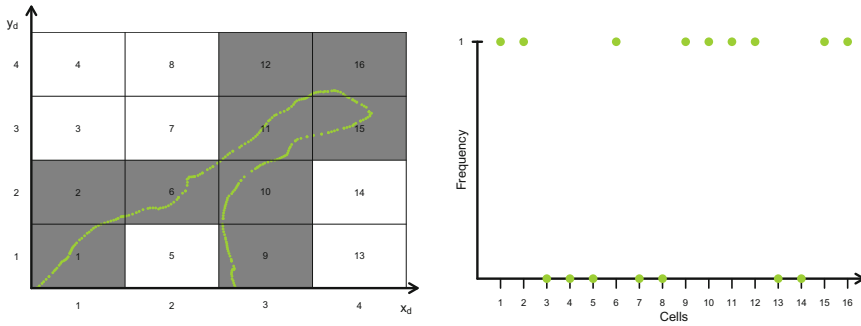 y_d
4 4 8 12 16
3 3 7 11 15
2 2 6 10 14
1 1 5 9 13
1 2 3 4 x_d
1
Frequency
1 2 3 4 5 6 7 8 9 10 11 12 13 14 15 16
Cells